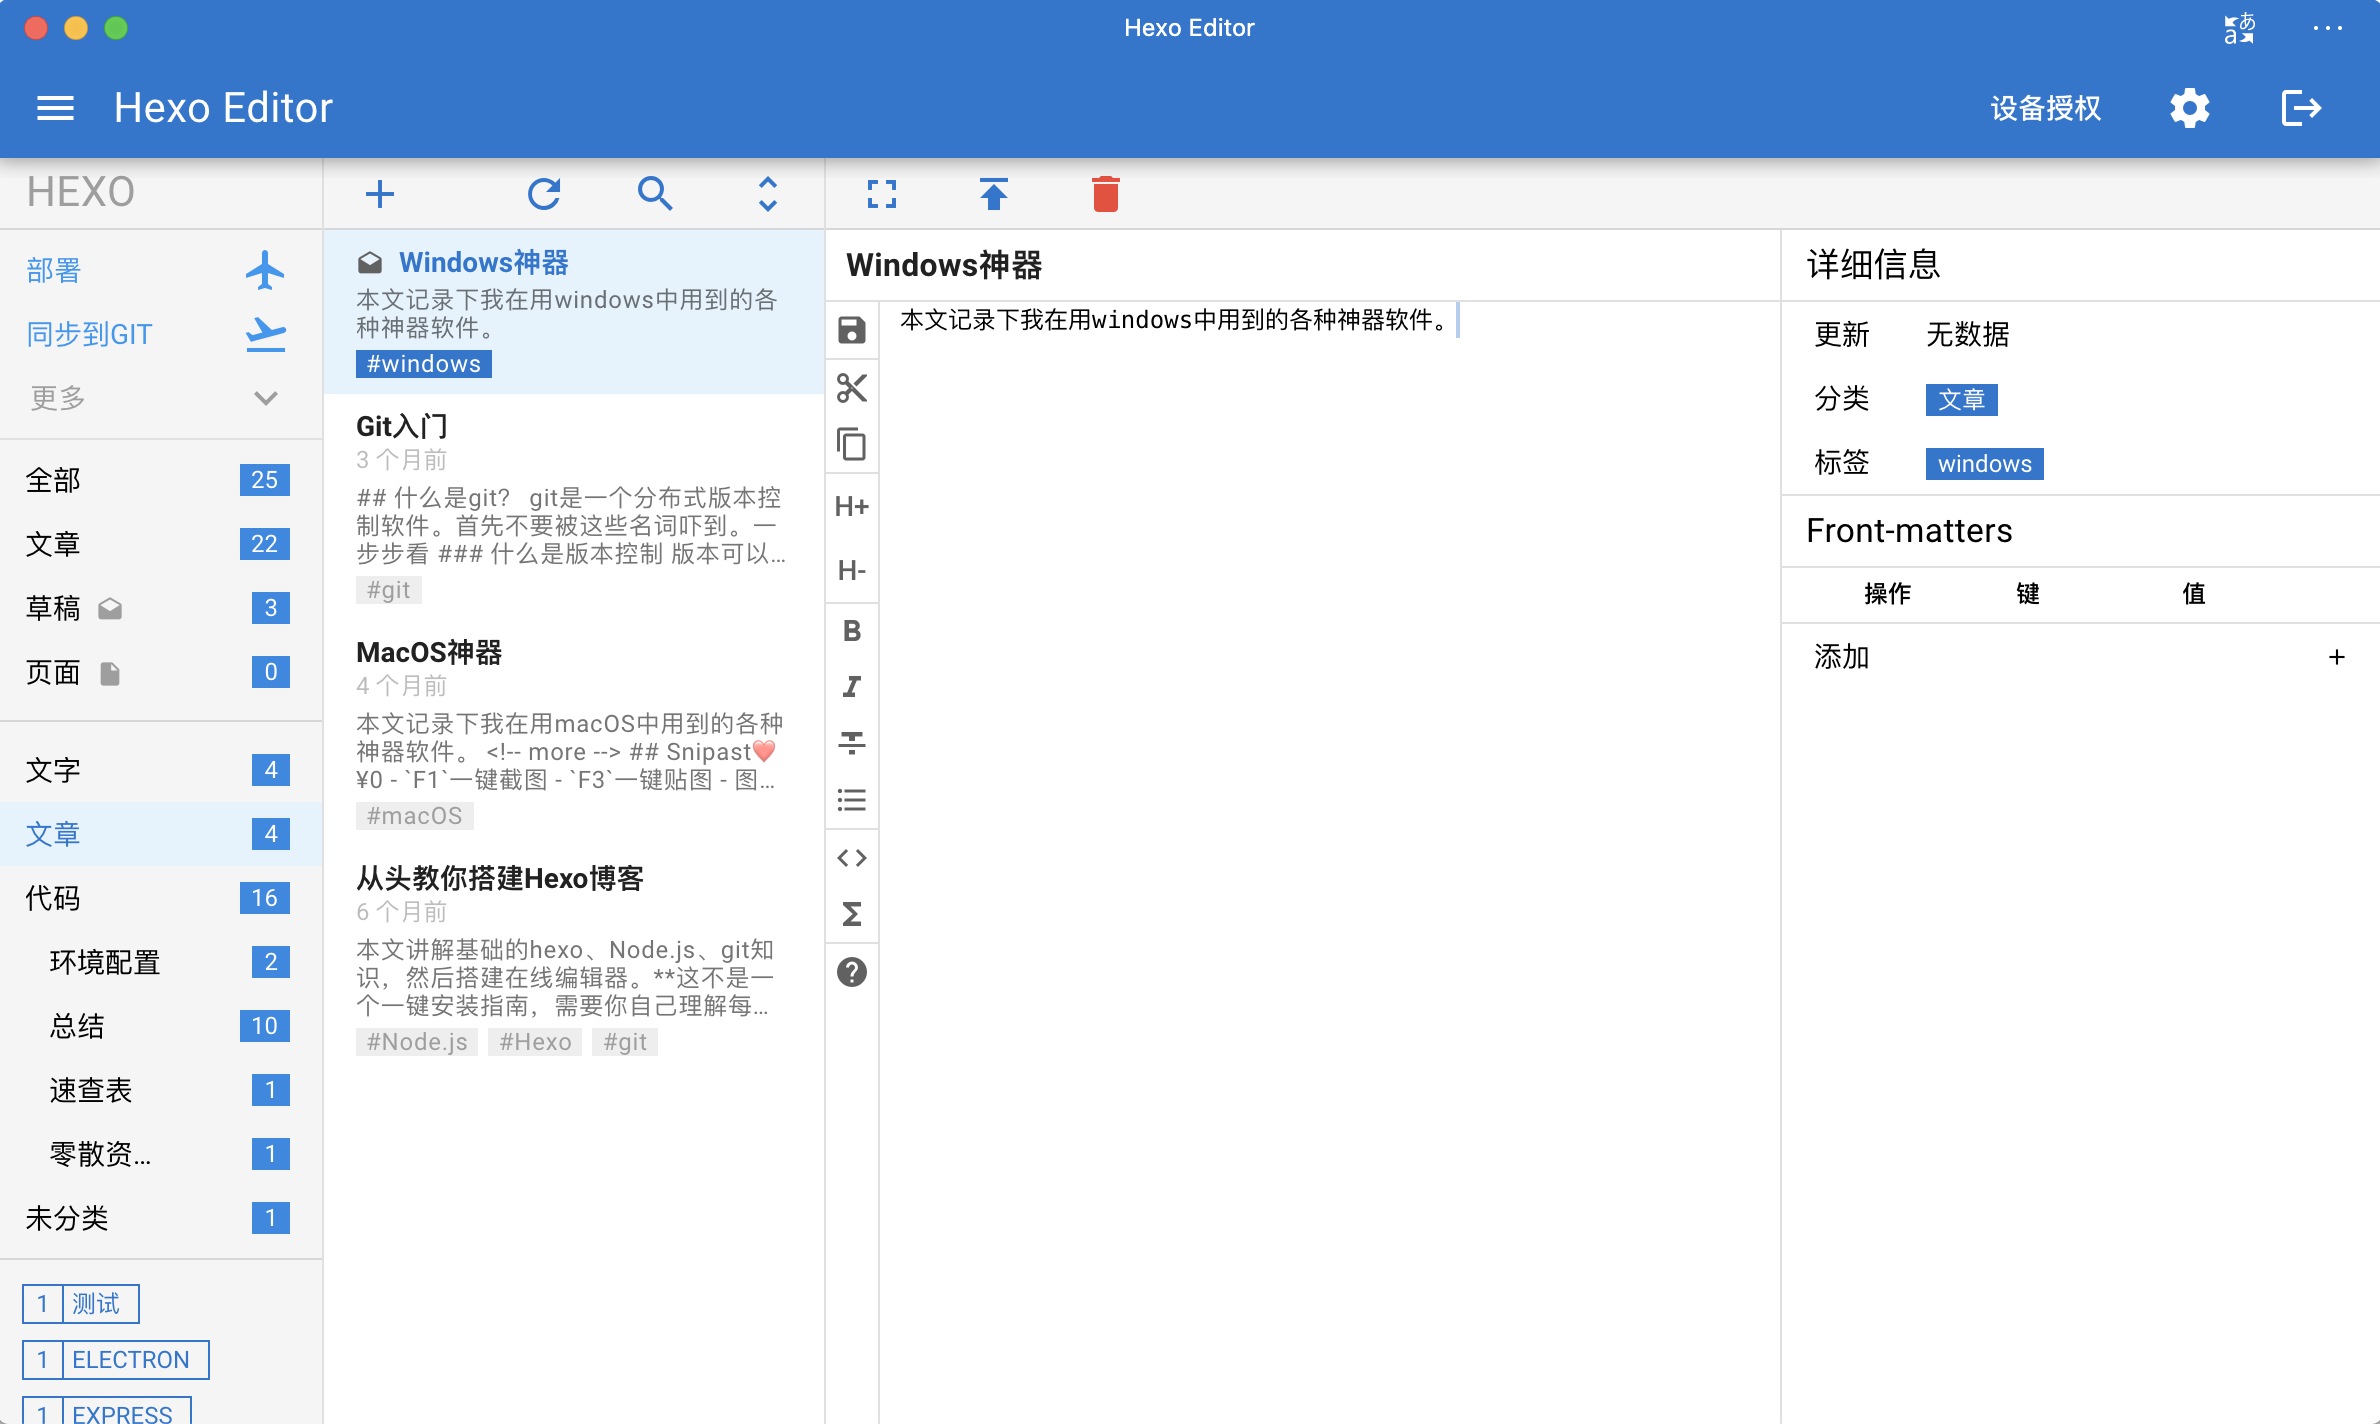 Hexo Editor
Hexo Editor
设备授权
HEXO
部署
同步到GIT
更多
全部 25
文章 22
草稿 3
页面 0
文字 4
文章 4
代码 16
环境配置 2
总结 10
速查表 1
零散资... 1
未分类 1
1 测试
1 ELECTRON
1 EXPRESS
Windows神器
本文记录下我在用windows中用到的各
种神器软件。
#windows
Git入门
3 个月前
## 什么是git? git是一个分布式版本控
制软件。首先不要被这些名词吓到。一
步步看 ### 什么是版本控制 版本可以...
#git
MacOS神器
4 个月前
本文记录下我在用macOS中用到的各种
神器软件。 <!-- more --> ## Snipast❤️
¥0 - `F1`一键截图 - `F3`一键贴图 - 图...
#macOS
从头教你搭建Hexo博客
6 个月前
本文讲解基础的hexo、Node.js、git知
识，然后搭建在线编辑器。**这不是一
个一键安装指南，需要你自己理解每...
#Node.js #Hexo #git
Windows神器
本文记录下我在用windows中用到的各种神器软件。
H+
H-
B
I
详细信息
更新 无数据
分类 文章
标签 windows
Front-matters
操作 键 值
添加 +